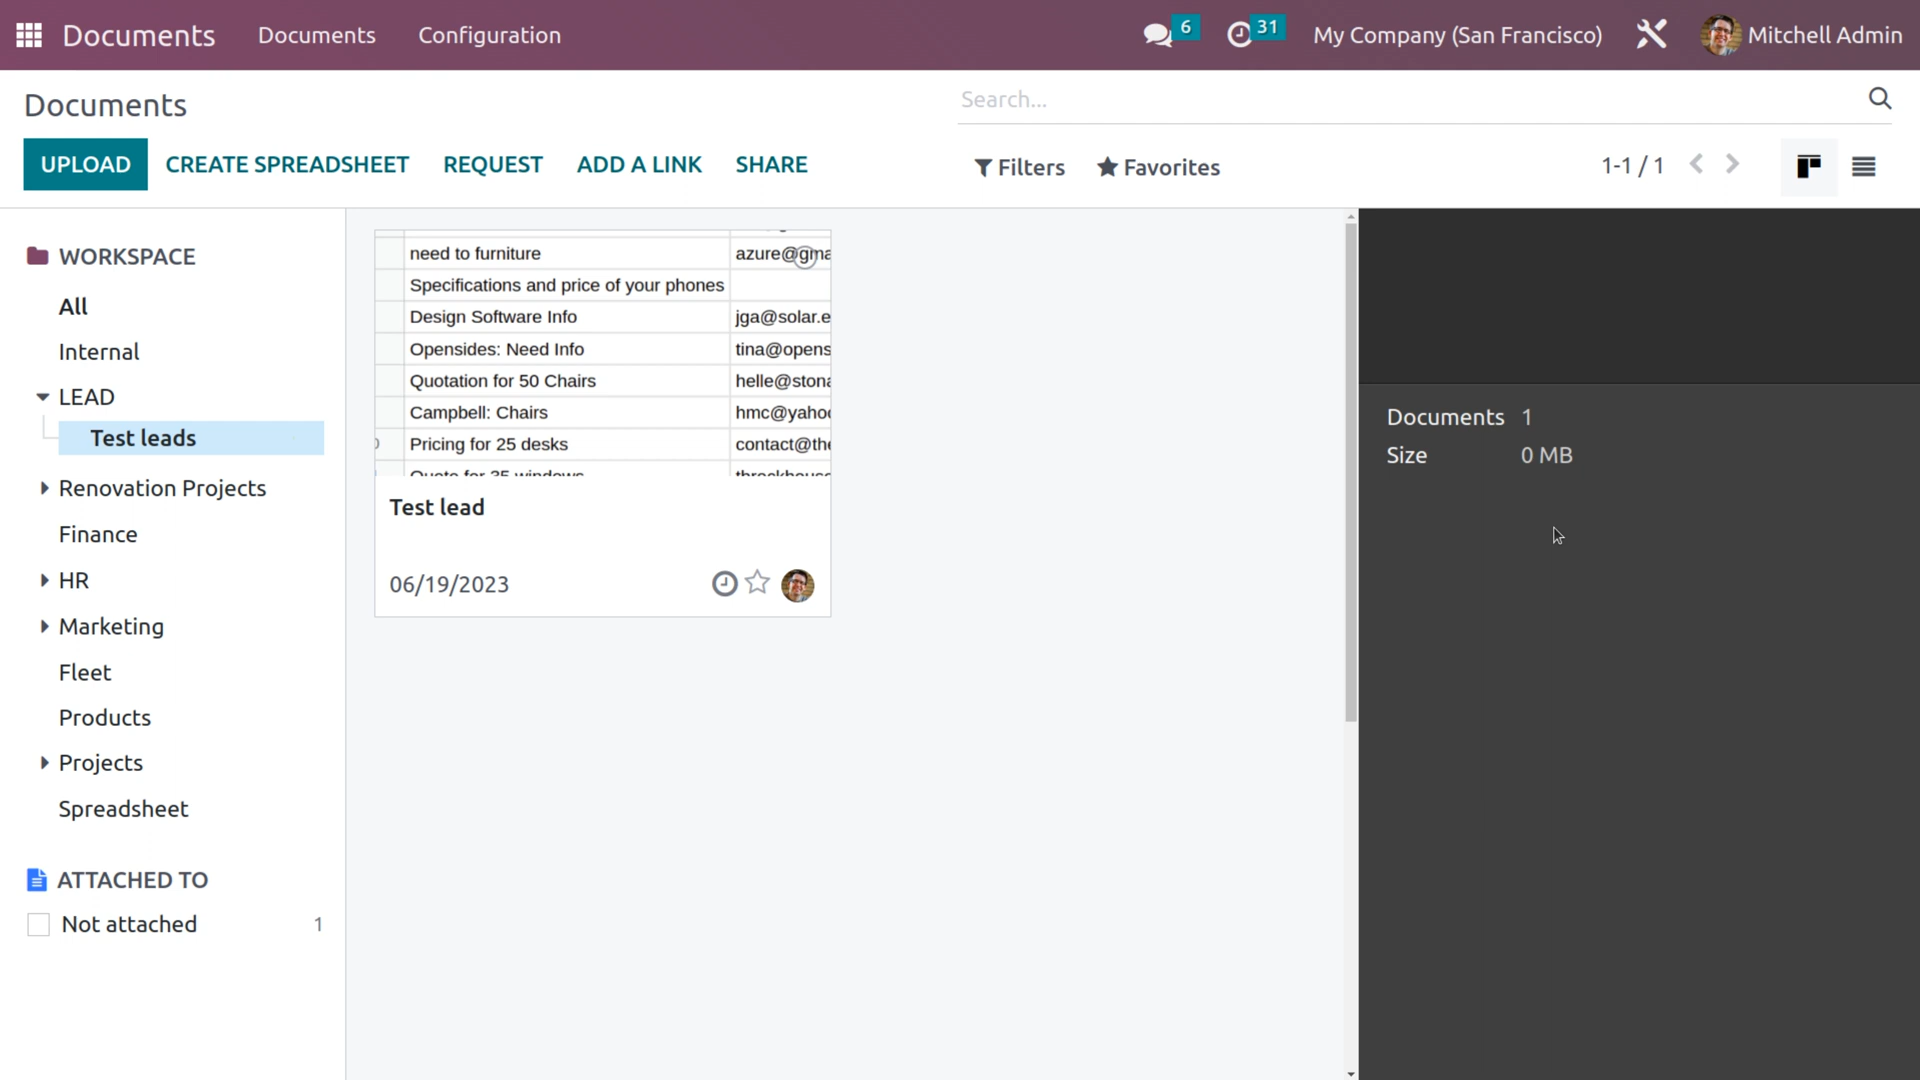 Documents Documents Configuration 6 31 My Company (San Francisco) Mitchell Admin
Documents
Search...
UPLOAD CREATE SPREADSHEET REQUEST ADD A LINK SHARE Filters Favorites 1-1 / 1
WORKSPACE
All
Internal
LEAD
Test leads
Renovation Projects
Finance
HR
Marketing
Fleet
Products
Projects
Spreadsheet
ATTACHED TO
Not attached 1
need to furniture azure@gma
Specifications and price of your phones
Design Software Info jga@solar.e
Opensides: Need Info tina@opens
Quotation for 50 Chairs helle@stona
Campbell: Chairs hmc@yahoo
Pricing for 25 desks contact@the
Quote for 35 windows
Test lead
06/19/2023
Documents 1
Size 0 MB